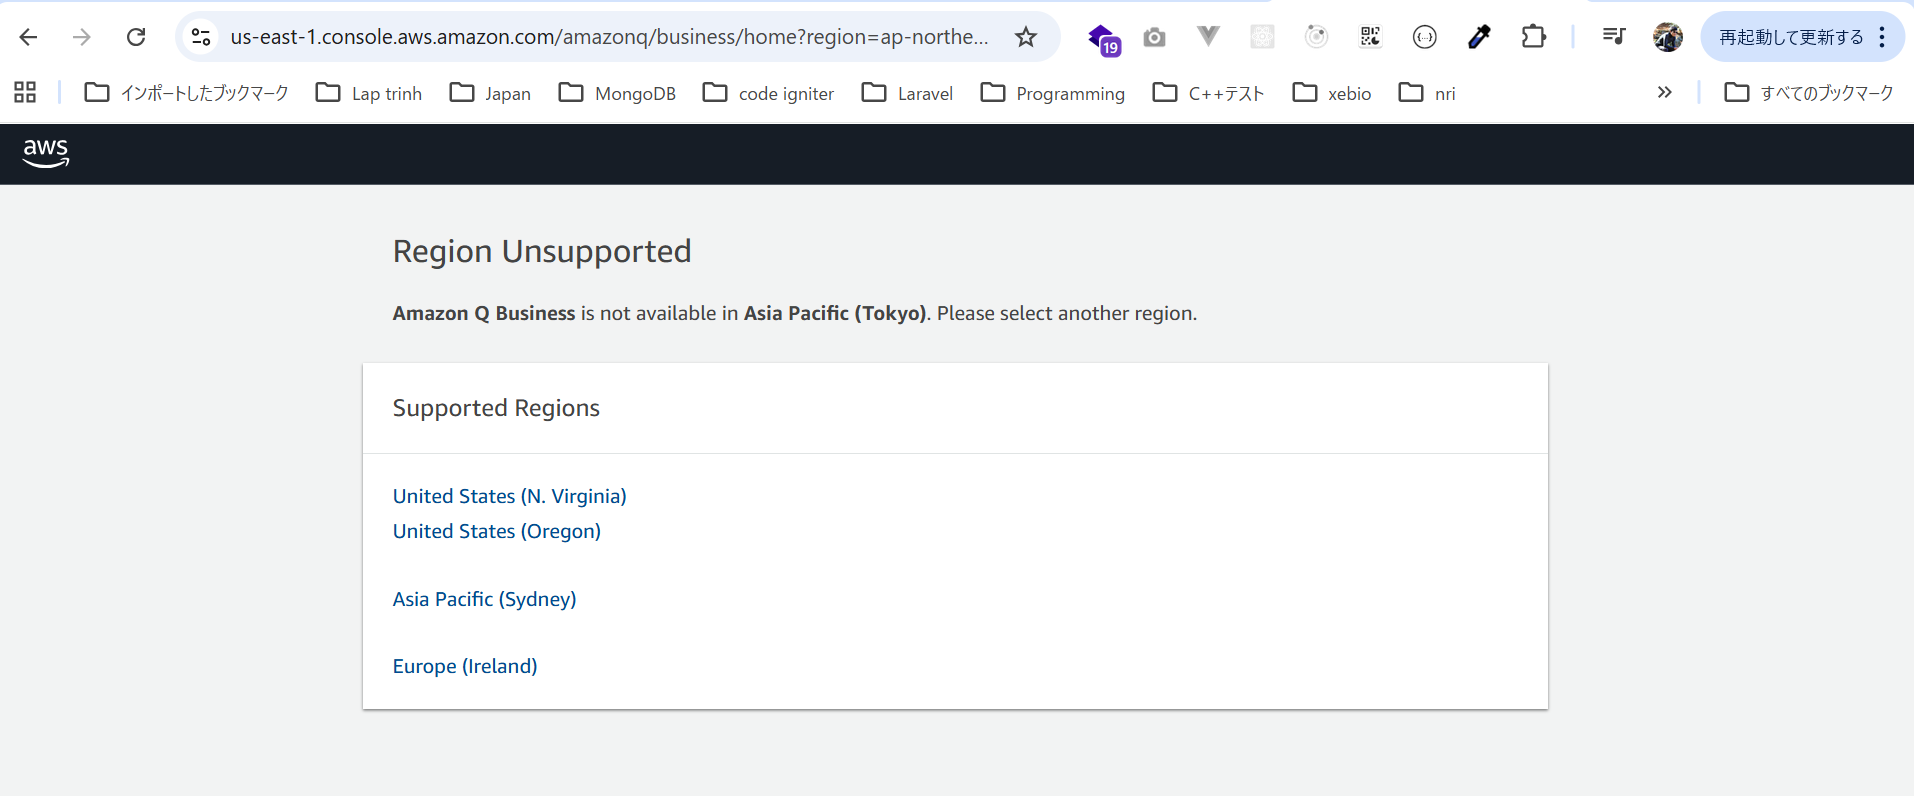 us-east-1.console.aws.amazon.com/amazonq/business/home?region=ap-northe...
19
再起動して更新する
インポートしたブックマーク
Lap trinh
Japan
MongoDB
code igniter
Laravel
Programming
C++テスト
xebio
nri
すべてのブックマーク
aws
Region Unsupported
Amazon Q Business is not available in Asia Pacific (Tokyo). Please select another region.
Supported Regions
United States (N. Virginia)
United States (Oregon)
Asia Pacific (Sydney)
Europe (Ireland)